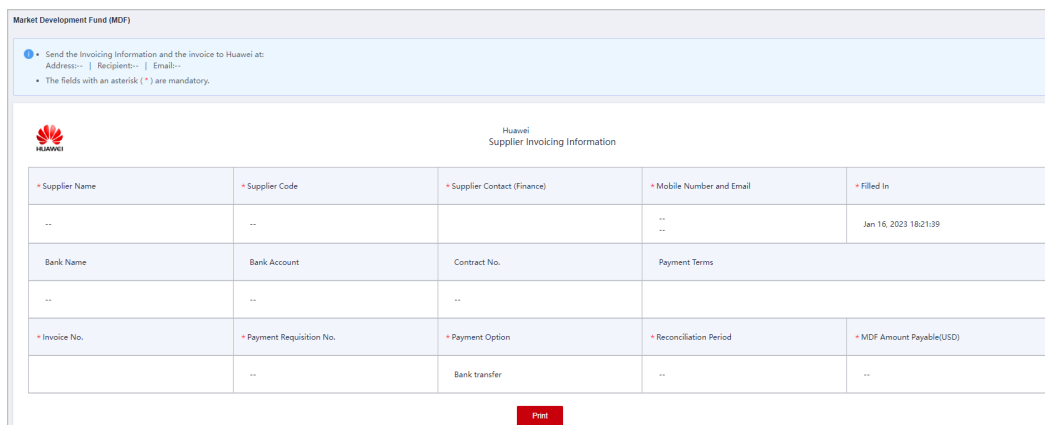 Market Development Fund (MDF)
• Send the Invoicing Information and the invoice to Huawei at:
Address:-- | Recipient:-- | Email:--
• The fields with an asterisk ( * ) are mandatory.
HUAWEI
Huawei
Supplier Invoicing Information
* Supplier Name * Supplier Code * Supplier Contact (Finance) * Mobile Number and Email * Filled In
-- -- -- Jan 16, 2023 18:21:39
--
Bank Name Bank Account Contract No. Payment Terms
-- -- --
* Invoice No. * Payment Requisition No. * Payment Option * Reconciliation Period * MDF Amount Payable(USD)
-- Bank transfer -- --
Print